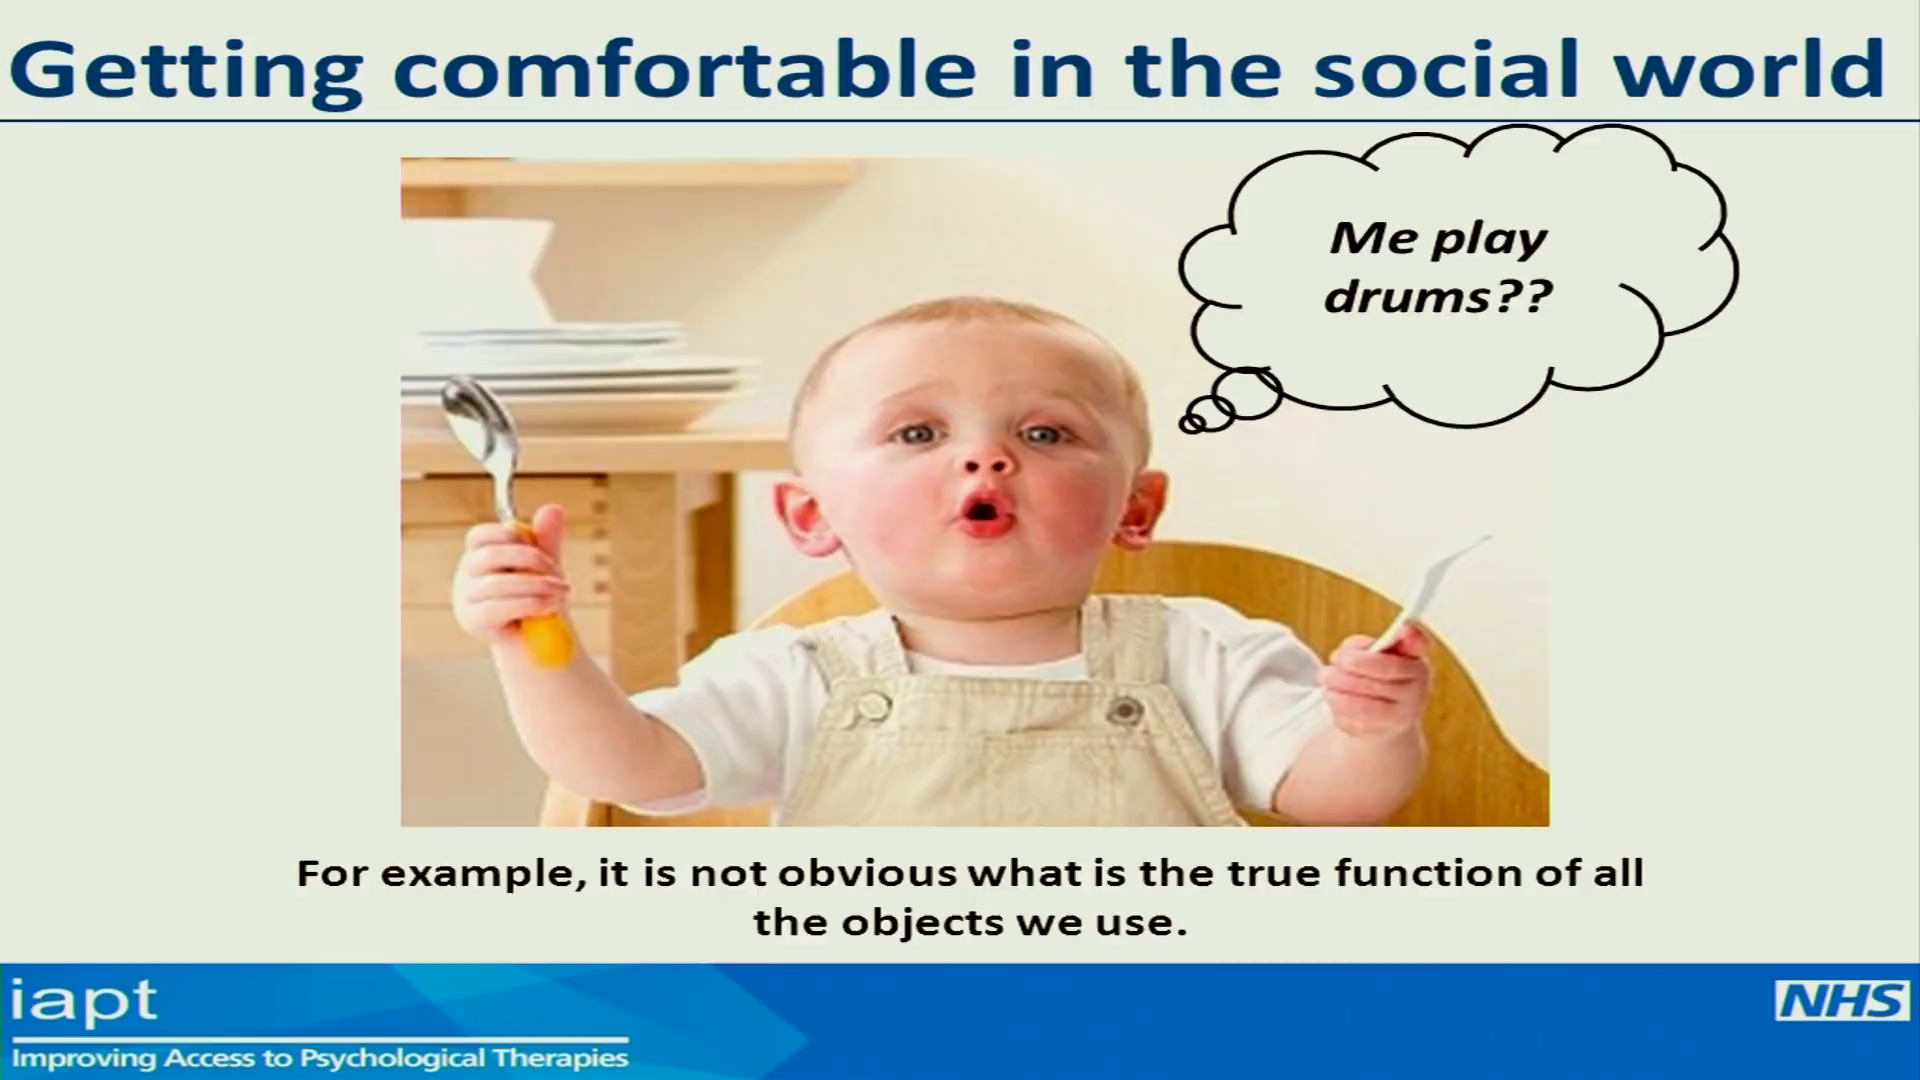 Getting comfortable in the social world
Me play
drums??
For example, it is not obvious what is the true function of all
the objects we use.
iapt
Improving Access to Psychological Therapies
NHS